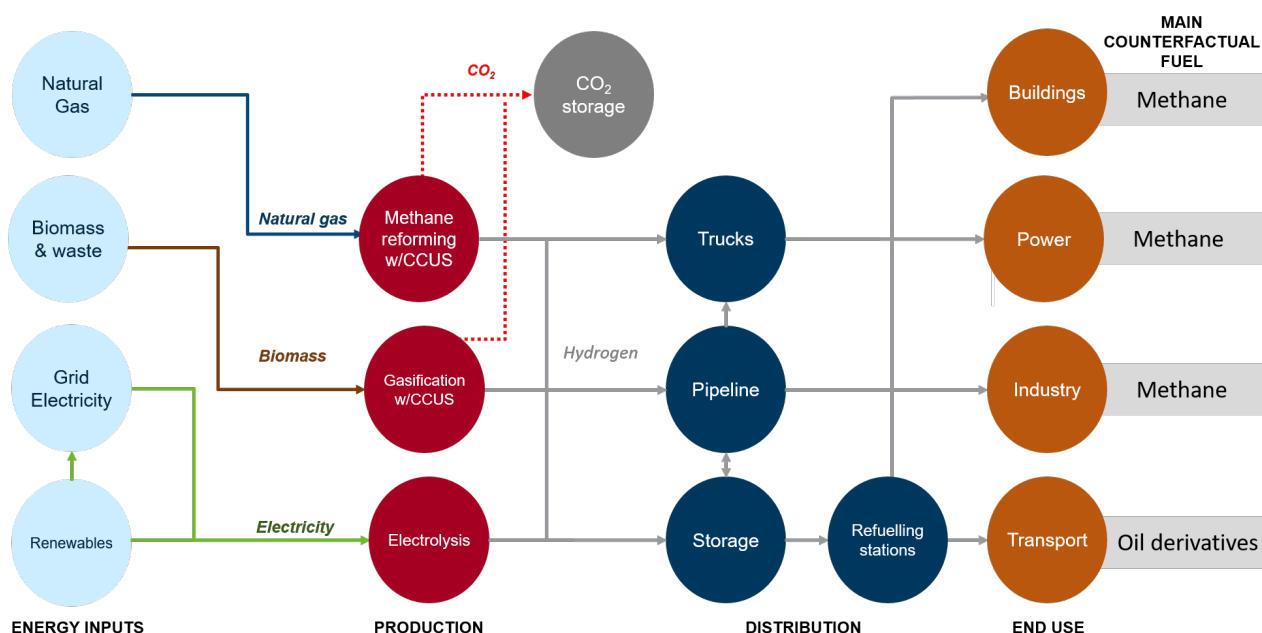 MAIN
COUNTERFACTUAL
FUEL
Natural
Gas
CO₂
CO₂
storage
Buildings
Methane
Biomass
& waste
Natural gas
Methane
reforming
w/CCUS
Trucks
Power
Methane
Grid
Electricity
Biomass
Gasification
w/CCUS
Hydrogen
Pipeline
Industry
Methane
Renewables
Electricity
Electrolysis
Storage
Refuelling
stations
Transport
Oil derivatives
ENERGY INPUTS
PRODUCTION
DISTRIBUTION
END USE